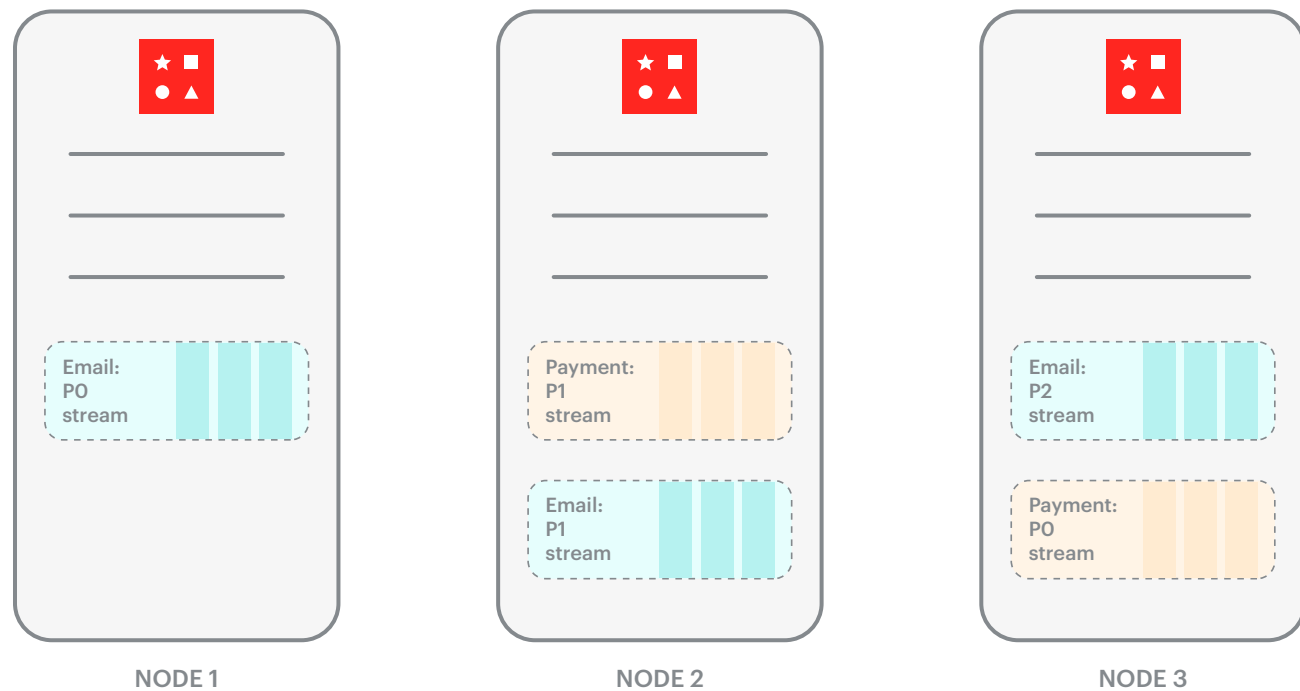 Email:
P0
stream
NODE 1
Payment:
P1
stream
Email:
P1
stream
NODE 2
Email:
P2
stream
Payment:
P0
stream
NODE 3